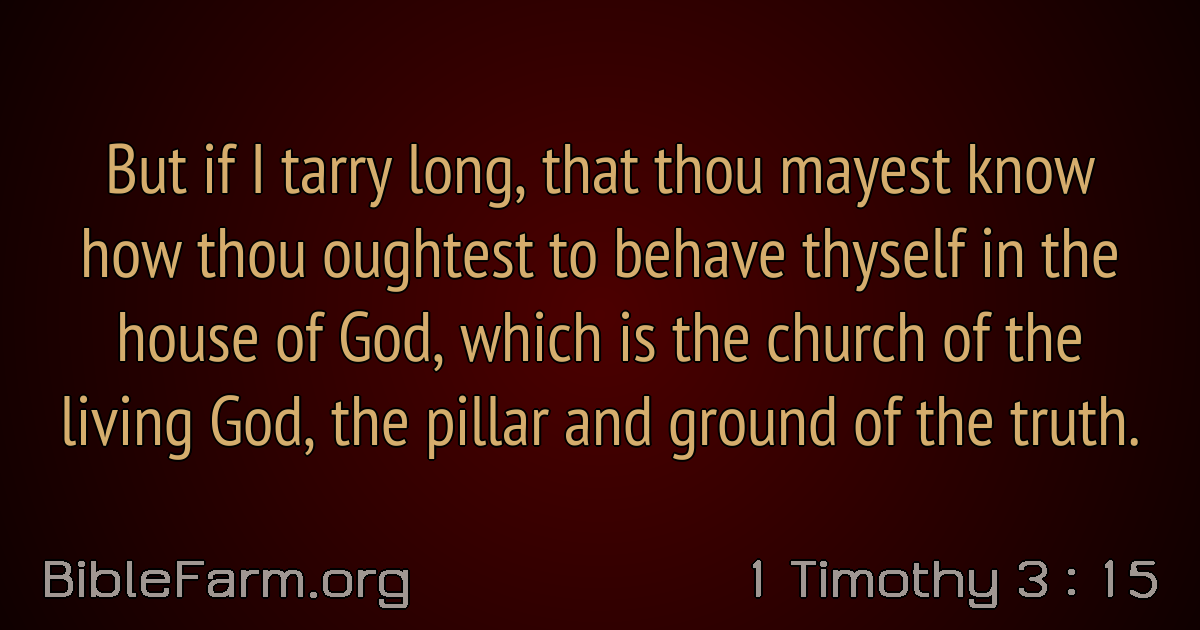 But if I tarry long, that thou mayest know
how thou oughtest to behave thyself in the
house of God, which is the church of the
living God, the pillar and ground of the truth.
BibleFarm.org
1 Timothy 3 : 15